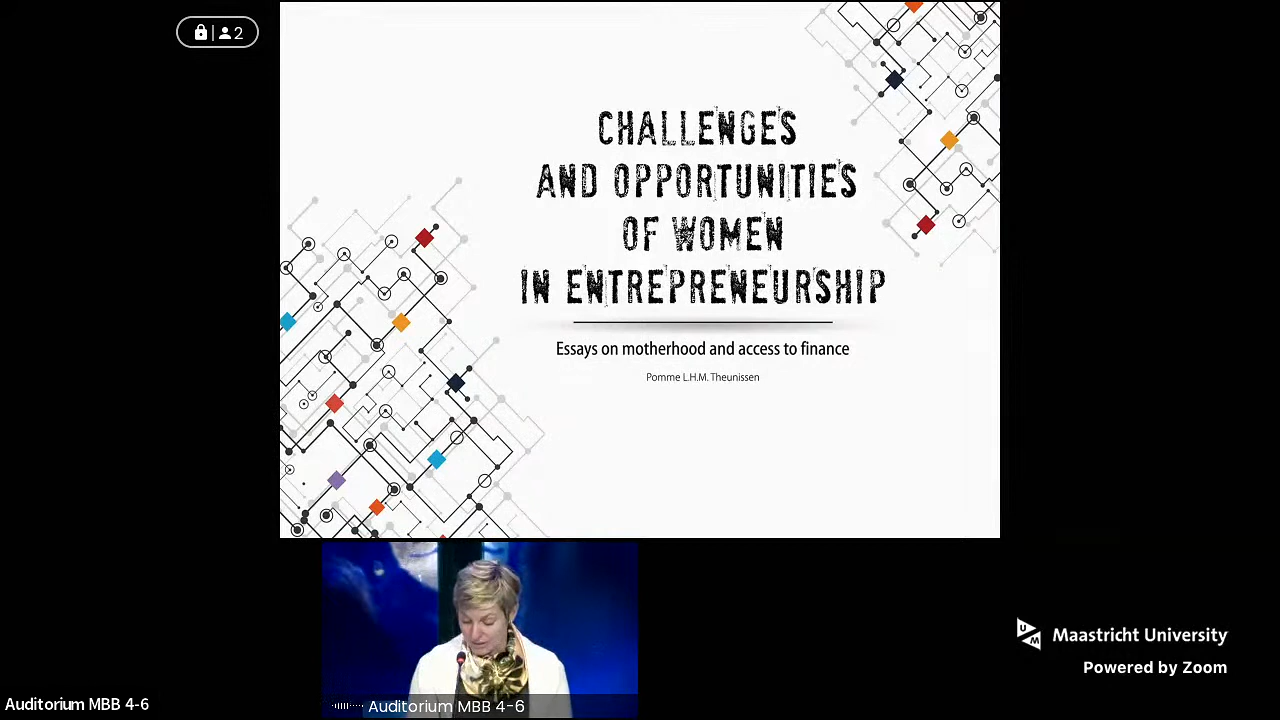 2
CHALLENGES
AND OPPORTUNITIES
OF WOMEN
IN ENTREPRENEURSHIP
Essays on motherhood and access to finance
Pomme L.H.M. Theunissen
UM
Maastricht University
Powered by Zoom
Auditorium MBB 4-6
Auditorium MBB 4-6